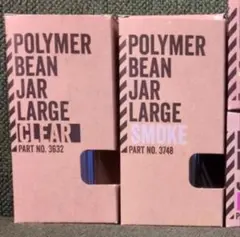 POLYMER
BEAN
JAR
LARGE
CLEAR
PART NO. 3632
POLYMER
BEAN
JAR
LARGE
SMOKE
PART NO. 3748